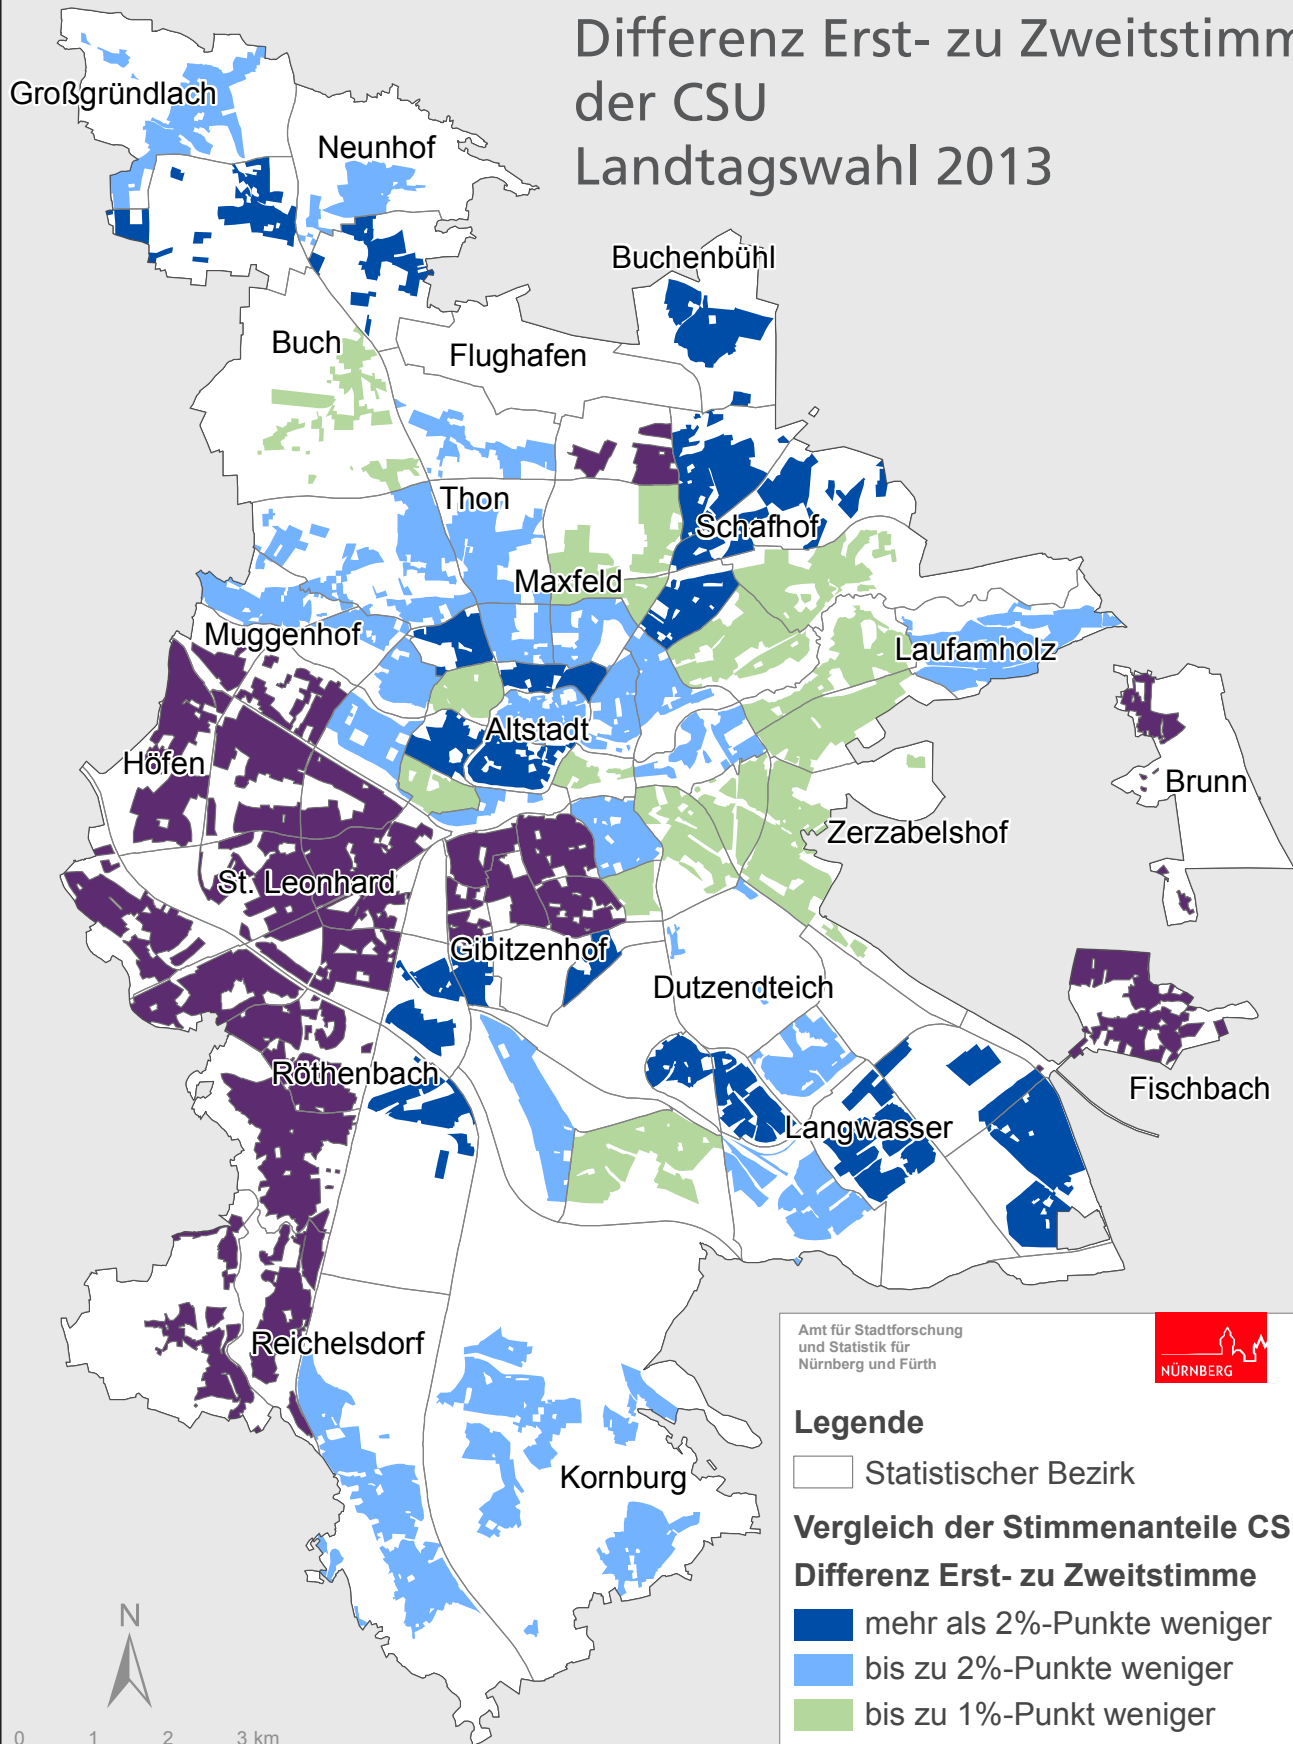 Differenz Erst- zu Zweitstimm
der CSU
Landtagswahl 2013
Großgründlach
Neunhof
Buchenbühl
Buch
Flughafen
Thon
Schafhof
Maxfeld
Muggenhof
Laufamholz
Altstadt
Höfen
Brunn
Zerzabelshof
St. Leonhard
Gibitzenhof
Dutzendteich
Röthenbach
Fischbach
Langwasser
Reichelsdorf
Kornburg
Amt für Stadtforschung
und Statistik für
Nürnberg und Fürth
NÜRNBERG
Legende
Statistischer Bezirk
Vergleich der Stimmenanteile CS
Differenz Erst- zu Zweitstimme
mehr als 2%-Punkte weniger
bis zu 2%-Punkte weniger
bis zu 1%-Punkt weniger
N
0 1 2 3 km